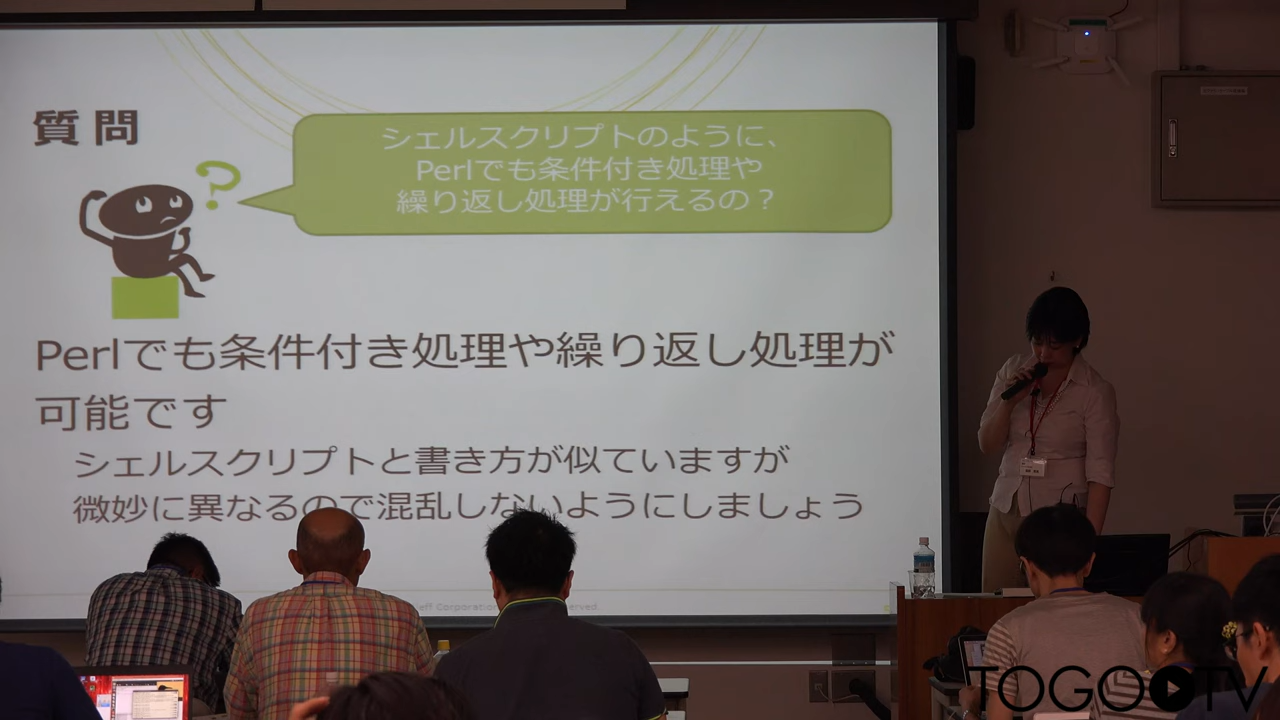 質問
?
シェルスクリプトのように、
Perlでも条件付き処理や
繰り返し処理が行えるの？
Perlでも条件付き処理や繰り返し処理が
可能です
シェルスクリプトと書き方が似ていますが
微妙に異なるので混乱しないようにしましょう
TOGOTV